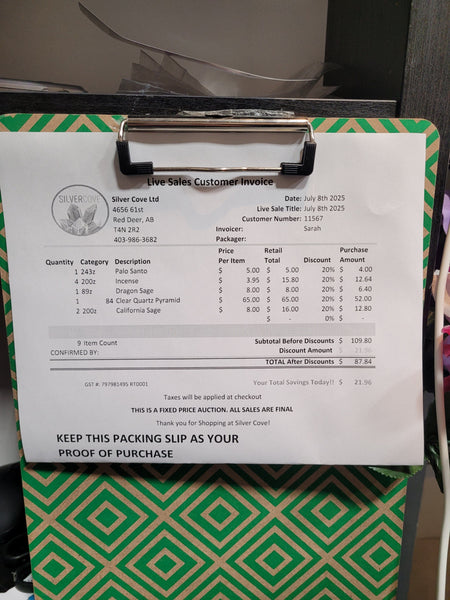 Live Sales Customer Invoice
SILVERCOVE
Silver Cove Ltd
4656 61st
Red Deer, AB
T4N 2R2
403-986-3682
Date: July 8th 2025
Live Sale Title: July 8th 2025
Customer Number: 11567
Invoicer: Sarah
Packager:
Quantity Category Description Price Per Item Retail Total Discount Purchase Amount
1 243z Palo Santo $ 5.00 $ 5.00 20% $ 4.00
4 200z Incense $ 3.95 $ 15.80 20% $ 12.64
1 89z Dragon Sage $ 8.00 $ 8.00 20% $ 6.40
1 84 Clear Quartz Pyramid $ 65.00 $ 65.00 20% $ 52.00
2 200z California Sage $ 8.00 $ 16.00 20% $ 12.80
$ - 0% $ -
9 Item Count Subtotal Before Discounts $ 109.80
CONFIRMED BY: Discount Amount $ 21.96
TOTAL After Discounts $ 87.84
GST #: 797981495 RT0001 Your Total Savings Today!! $ 21.96
Taxes will be applied at checkout
THIS IS A FIXED PRICE AUCTION. ALL SALES ARE FINAL
Thank you for Shopping at Silver Cove!
KEEP THIS PACKING SLIP AS YOUR
PROOF OF PURCHASE